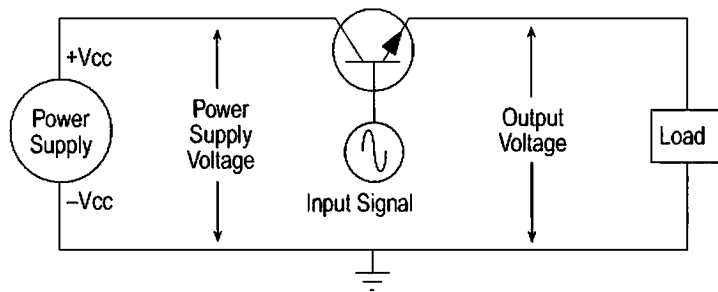 +Vcc
Power
Supply
–Vcc
Power
Supply
Voltage
Input Signal
Output
Voltage
Load